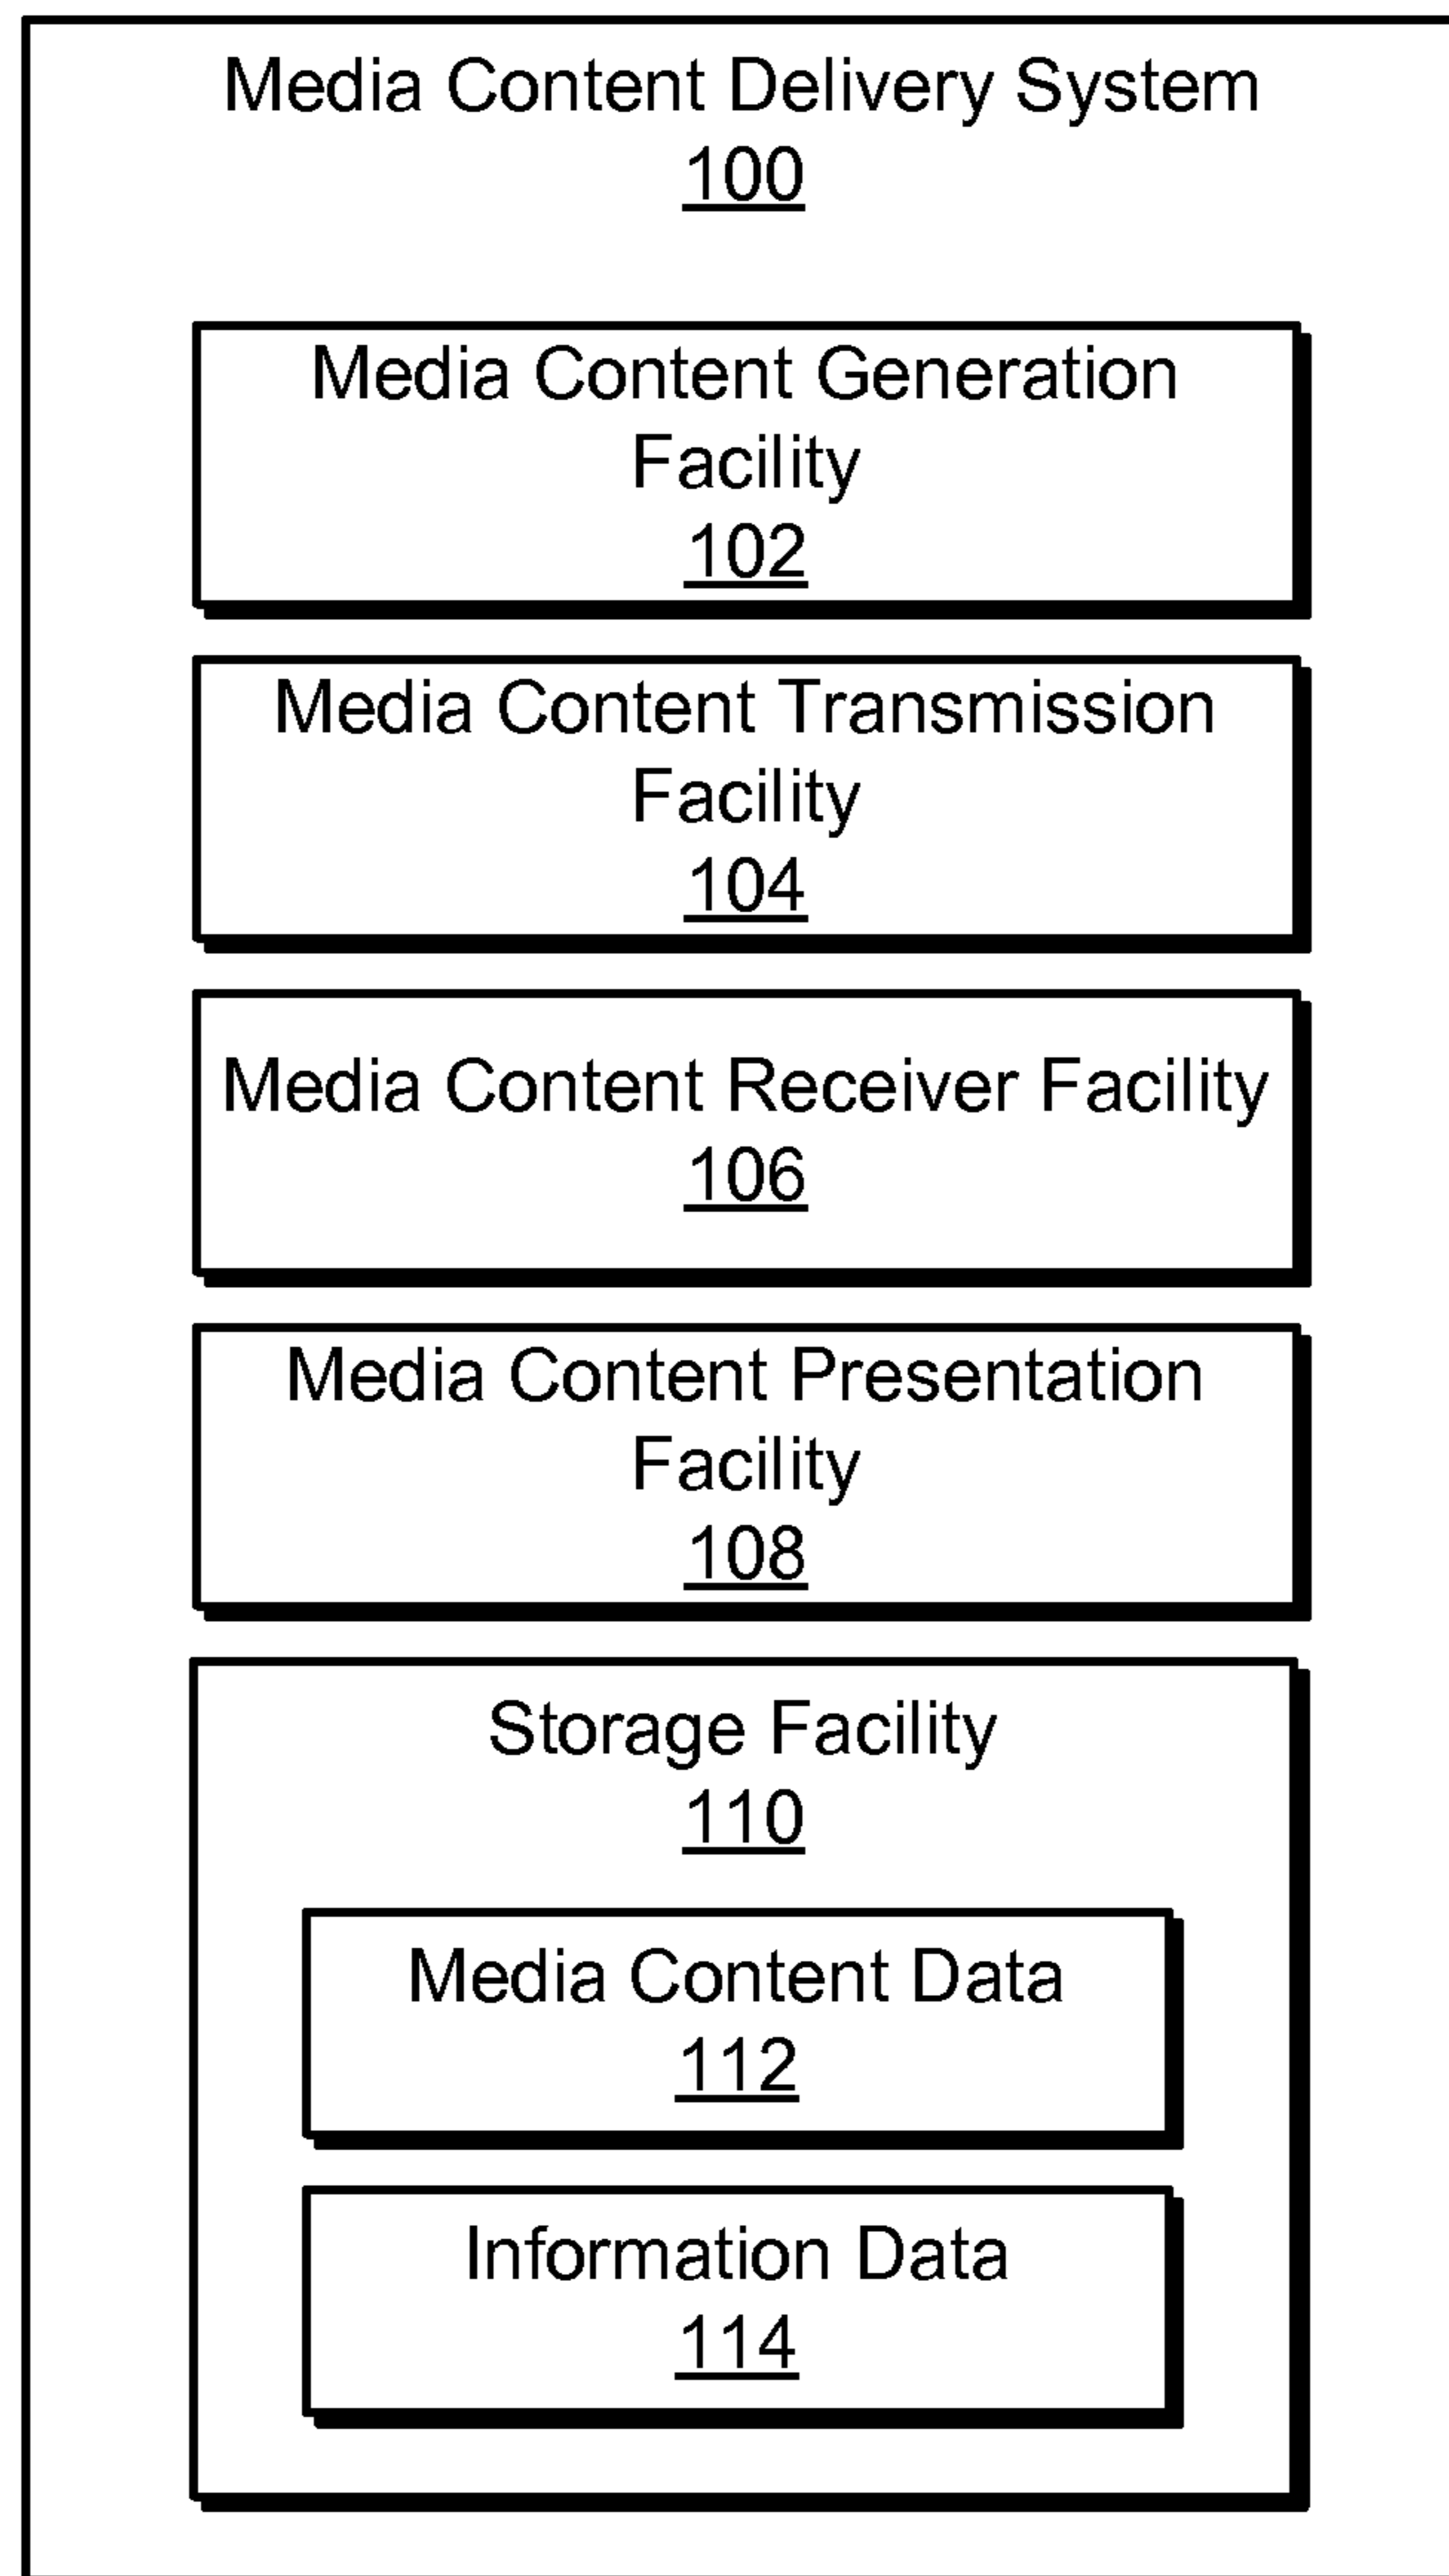 Media Content Delivery System
100
Media Content Generation
Facility
102
Media Content Transmission
Facility
104
Media Content Receiver Facility
106
Media Content Presentation
Facility
108
Storage Facility
110
Media Content Data
112
Information Data
114